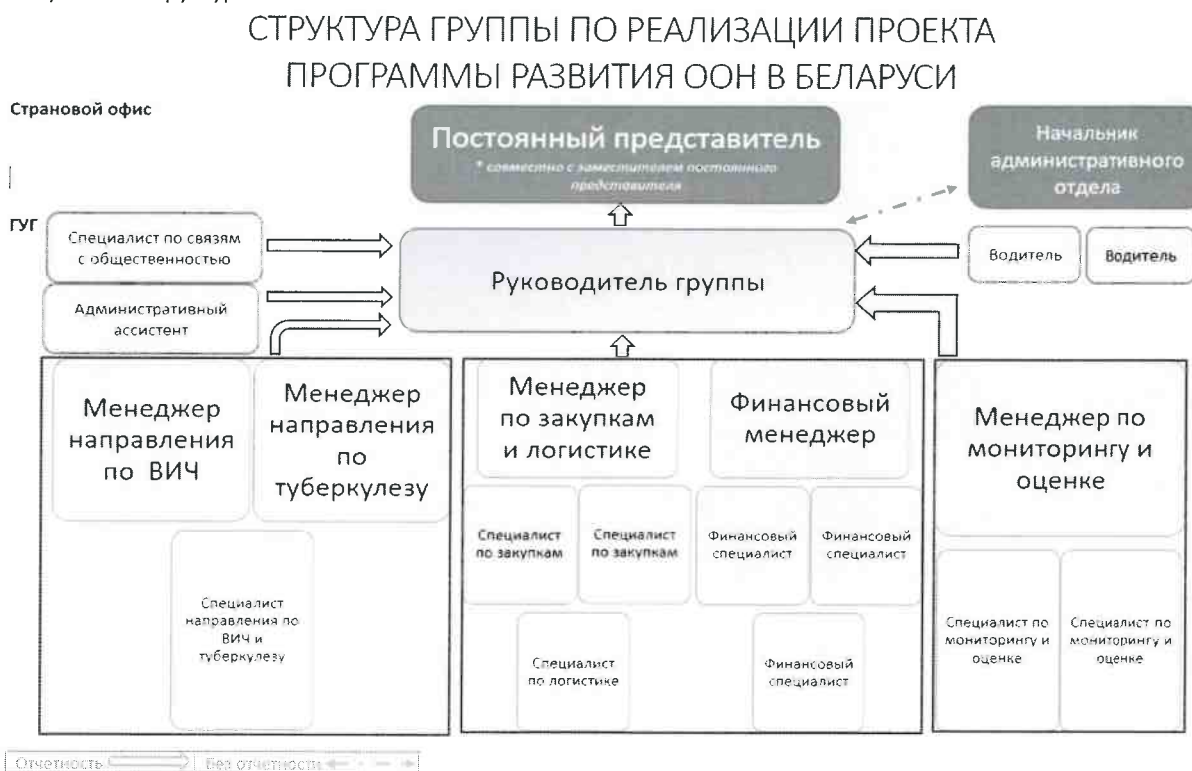 СТРУКТУРА ГРУППЫ ПО РЕАЛИЗАЦИИ ПРОЕКТА
ПРОГРАММЫ РАЗВИТИЯ ООН В БЕЛАРУСИ
Страновой офис
Постоянный представитель
* совместно с заместителем постоянного
представителя
Начальник
административного
отдела
ГУГ
Специалист по связям
с общественностью
Административный
ассистент
Руководитель группы
Водитель
Водитель
Менеджер
направления
по ВИЧ
Менеджер
направления
по
туберкулезу
Специалист
направления по
ВИЧ и
туберкулезу
Менеджер
по закупкам
и логистике
Финансовый
менеджер
Специалист
по закупкам
Специалист
по закупкам
Финансовый
специалист
Финансовый
специалист
Специалист
по логистике
Финансовый
специалист
Менеджер по
мониторингу и
оценке
Специалист по
мониторингу и
оценке
Специалист по
мониторингу и
оценке
Отчетность
Без отчетности